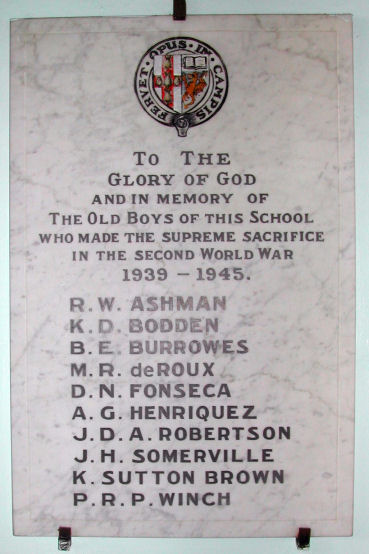 FERVET · OPUS · IN · CAMPIS
TO THE
GLORY OF GOD
AND IN MEMORY OF
THE OLD BOYS OF THIS SCHOOL
WHO MADE THE SUPREME SACRIFICE
IN THE SECOND WORLD WAR
1939 – 1945.
R. W. ASHMAN
K. D. BODDEN
B. E. BURROWES
M. R. deROUX
D. N. FONSECA
A. G. HENRIQUEZ
J. D. A. ROBERTSON
J. H. SOMERVILLE
K. SUTTON BROWN
P. R. P. WINCH